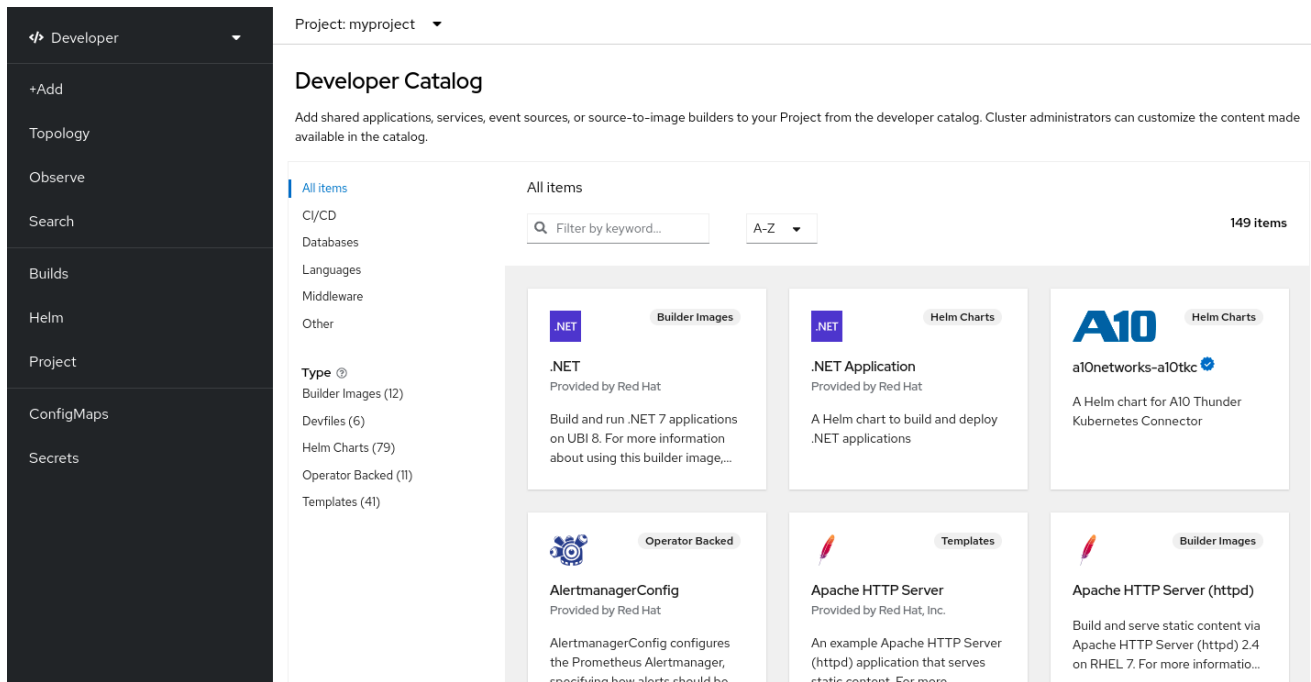 Developer
+Add
Topology
Observe
Search
Builds
Helm
Project
ConfigMaps
Secrets
Project: myproject
Developer Catalog
Add shared applications, services, event sources, or source-to-image builders to your Project from the developer catalog. Cluster administrators can customize the content made
available in the catalog.
All items
CI/CD
Databases
Languages
Middleware
Other
Type
Builder Images (12)
Devfiles (6)
Helm Charts (79)
Operator Backed (11)
Templates (41)
All items
Filter by keyword...
A-Z
149 items
.NET
Builder Images
.NET
Provided by Red Hat
Build and run .NET 7 applications
on UBI 8. For more information
about using this builder image,...
.NET
Helm Charts
.NET Application
Provided by Red Hat
A Helm chart to build and deploy
.NET applications
A10
Helm Charts
a10networks-a10tkc
A Helm chart for A10 Thunder
Kubernetes Connector
Operator Backed
AlertmanagerConfig
Provided by Red Hat
AlertmanagerConfig configures
the Prometheus Alertmanager,
specifying how alerts should be
Templates
Apache HTTP Server
Provided by Red Hat, Inc.
An example Apache HTTP Server
(httpd) application that serves
static content. For more
Builder Images
Apache HTTP Server (httpd)
Build and serve static content via
Apache HTTP Server (httpd) 2.4
on RHEL 7. For more informatio...